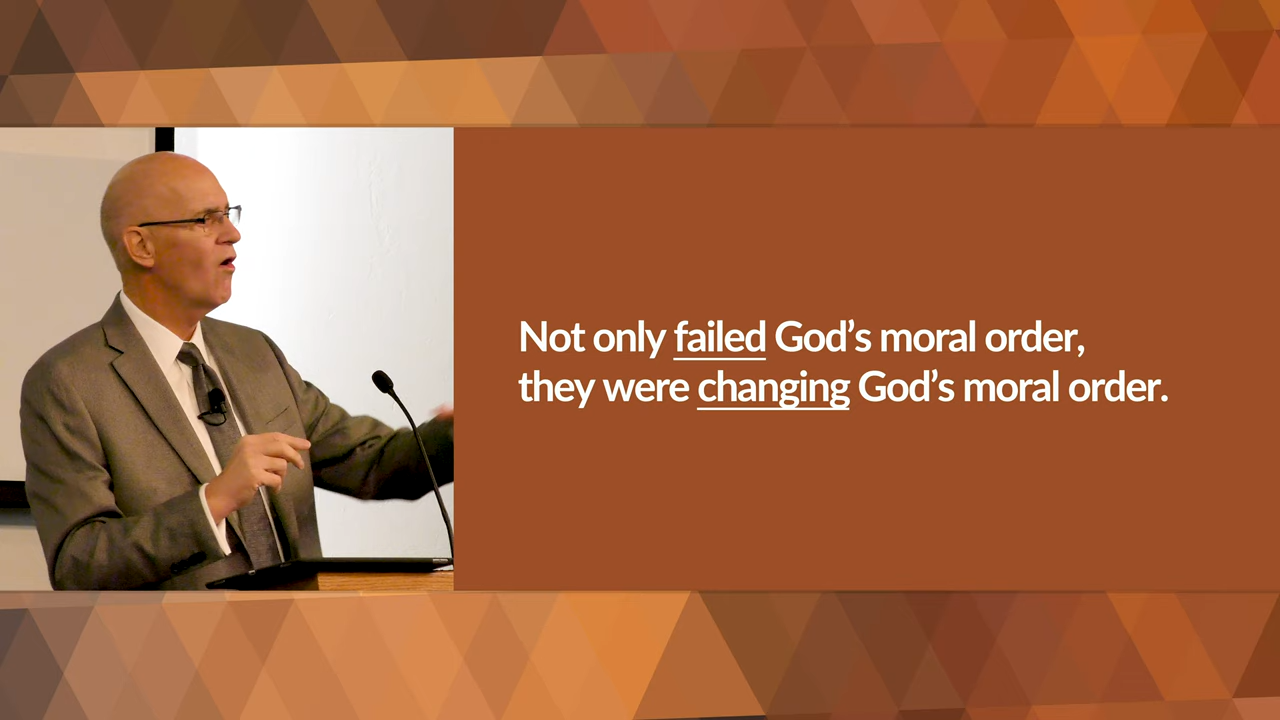 Not only failed God’s moral order,
they were changing God’s moral order.